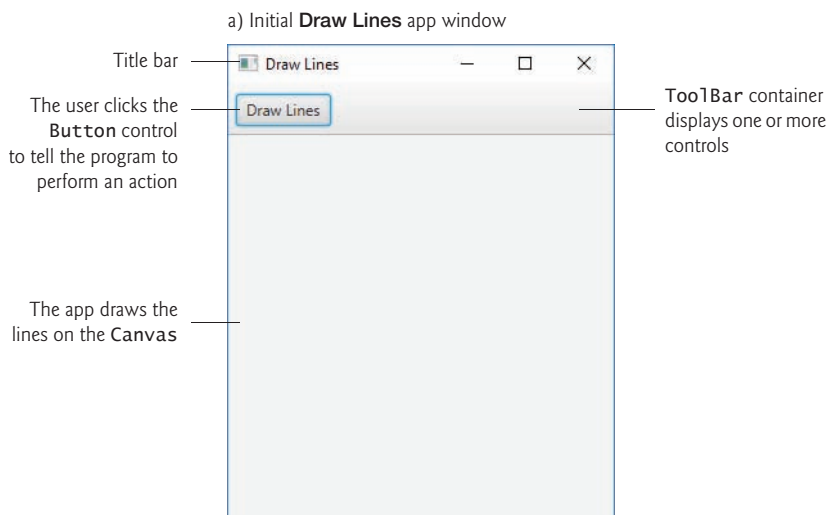 a) Initial Draw Lines app window
Title bar
Draw Lines
The user clicks the
Button control
to tell the program to
perform an action
Draw Lines
ToolBar container
displays one or more
controls
The app draws the
lines on the Canvas